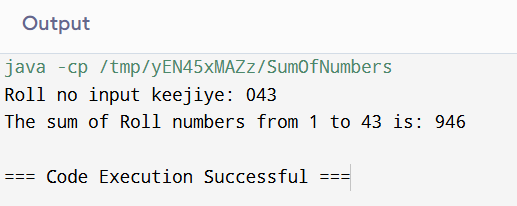 Output
java -cp /tmp/yEN45xMAZz/SumOfNumbers
Roll no input keejiye: 043
The sum of Roll numbers from 1 to 43 is: 946
=== Code Execution Successful ===